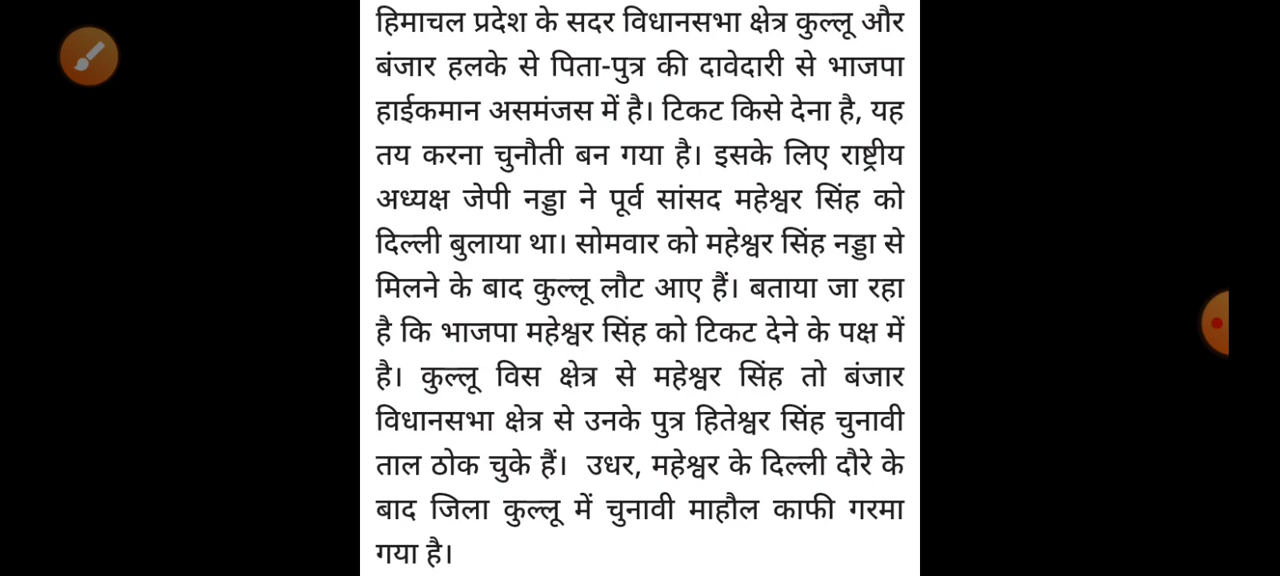 हिमाचल प्रदेश के सदर विधानसभा क्षेत्र कुल्लू और
बंजार हलके से पिता-पुत्र की दावेदारी से भाजपा
हाईकमान असमंजस में है। टिकट किसे देना है, यह
तय करना चुनौती बन गया है। इसके लिए राष्ट्रीय
अध्यक्ष जेपी नड्डा ने पूर्व सांसद महेश्वर सिंह को
दिल्ली बुलाया था। सोमवार को महेश्वर सिंह नड्डा से
मिलने के बाद कुल्लू लौट आए हैं। बताया जा रहा
है कि भाजपा महेश्वर सिंह को टिकट देने के पक्ष में
है। कुल्लू विस क्षेत्र से महेश्वर सिंह तो बंजार
विधानसभा क्षेत्र से उनके पुत्र हितेश्वर सिंह चुनावी
ताल ठोक चुके हैं। उधर, महेश्वर के दिल्ली दौरे के
बाद जिला कुल्लू में चुनावी माहौल काफी गरमा
गया है।